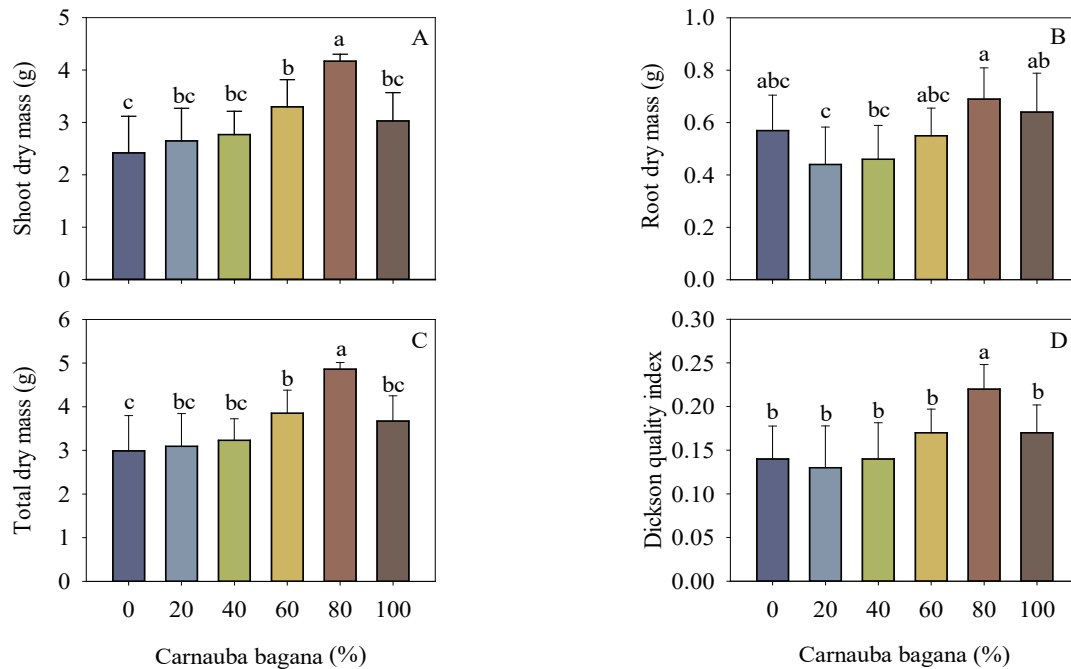 A
Shoot dry mass (g)
5
4
3
2
1
0
c
bc
bc
b
a
bc
B
Root dry mass (g)
1.0
0.8
0.6
0.4
0.2
0.0
abc
c
bc
abc
a
ab
C
Total dry mass (g)
6
5
4
3
2
1
0
c
bc
bc
b
a
bc
0 20 40 60 80 100
Carnauba bagana (%)
D
Dickson quality index
0.30
0.25
0.20
0.15
0.10
0.05
0.00
b
b
b
b
a
b
0 20 40 60 80 100
Carnauba bagana (%)